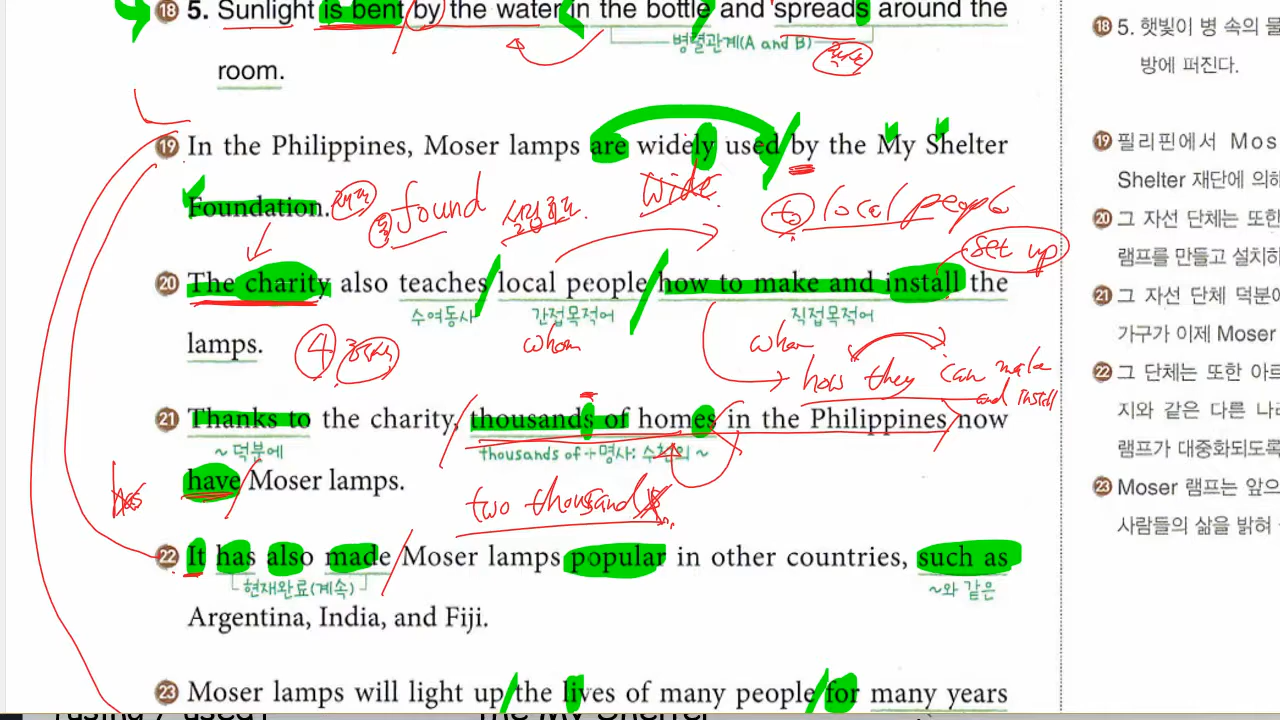 18 5. Sunlight is bent by the water in the bottle and spreads around the
병렬관계(A and B)
room.
19 In the Philippines, Moser lamps are widely used by the My Shelter
Foundation.
found
wide
to local people
set up
20 The charity also teaches local people how to make and install the
수여동사 간접목적어 직접목적어
lamps.
4
whom
when
how they can make
and install
21 Thanks to the charity, thousands of homes in the Philippines now
~ 덕부에 thousands of + 명사: 수천의 ~
have Moser lamps.
has
two thousands
22 It has also made Moser lamps popular in other countries, such as
현재완료(계속) ~와 같은
Argentina, India, and Fiji.
23 Moser lamps will light up the lives of many people for many years
18 5. 햇빛이 병 속의 물
방에 퍼진다.
19 필리핀에서 Mos
Shelter 재단에 의해
20 그 자선 단체는 또한
램프를 만들고 설치하
21 그 자선 단체 덕분에
가구가 이제 Moser
22 그 단체는 또한 아르
지와 같은 다른 나라
램프가 대중화되도록
23 Moser 램프는 앞으
사람들의 삶을 밝혀